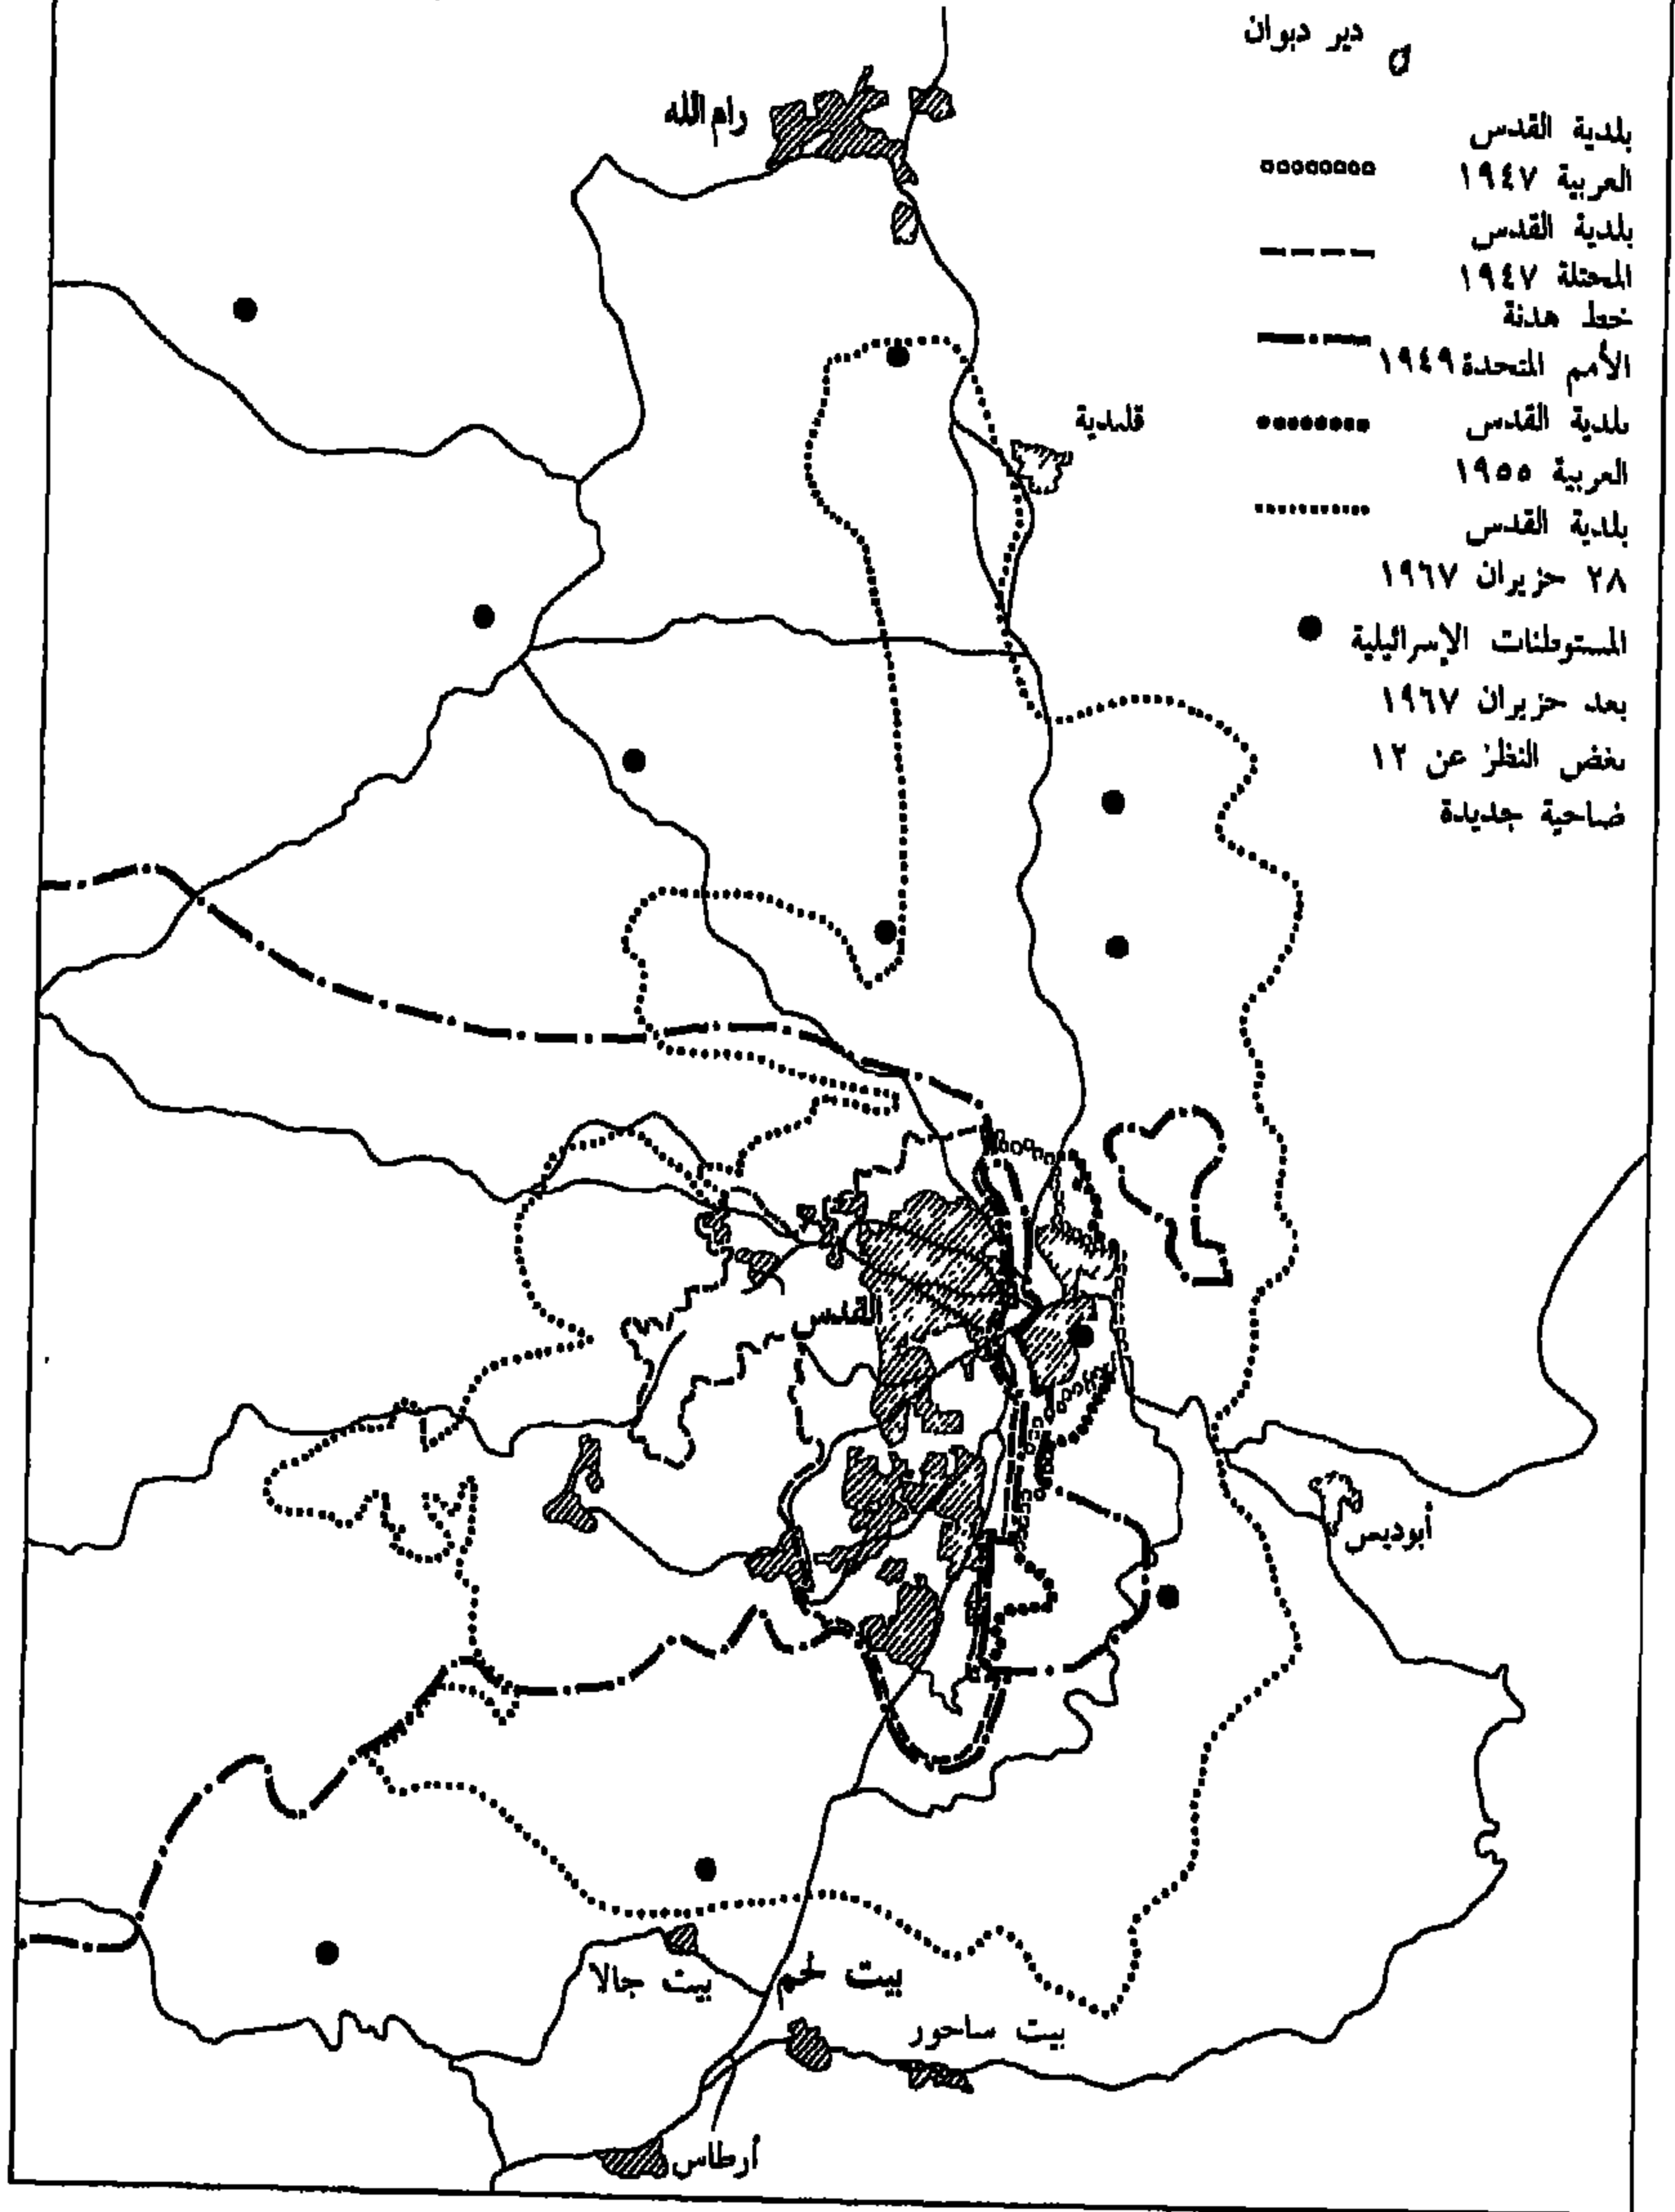 دير دبوان
رام الله
بلدية القدس
العربية ١٩٤٧
بلدية القدس
المحتلة ١٩٤٧
خط هدنة
الأمم المتحدة ١٩٤٩
بلدية القدس
العربية ١٩٥٥
بلدية القدس
٢٨ حزيران ١٩٦٧
المستوطنات الإسرائيلية
بعد حزيران ١٩٦٧
بغض النظر عن ١٢
ضاحية جديدة
قلندية
القدس
أبوديس
بيت لحم
بيت جالا
بيت ساحور
أرطاس